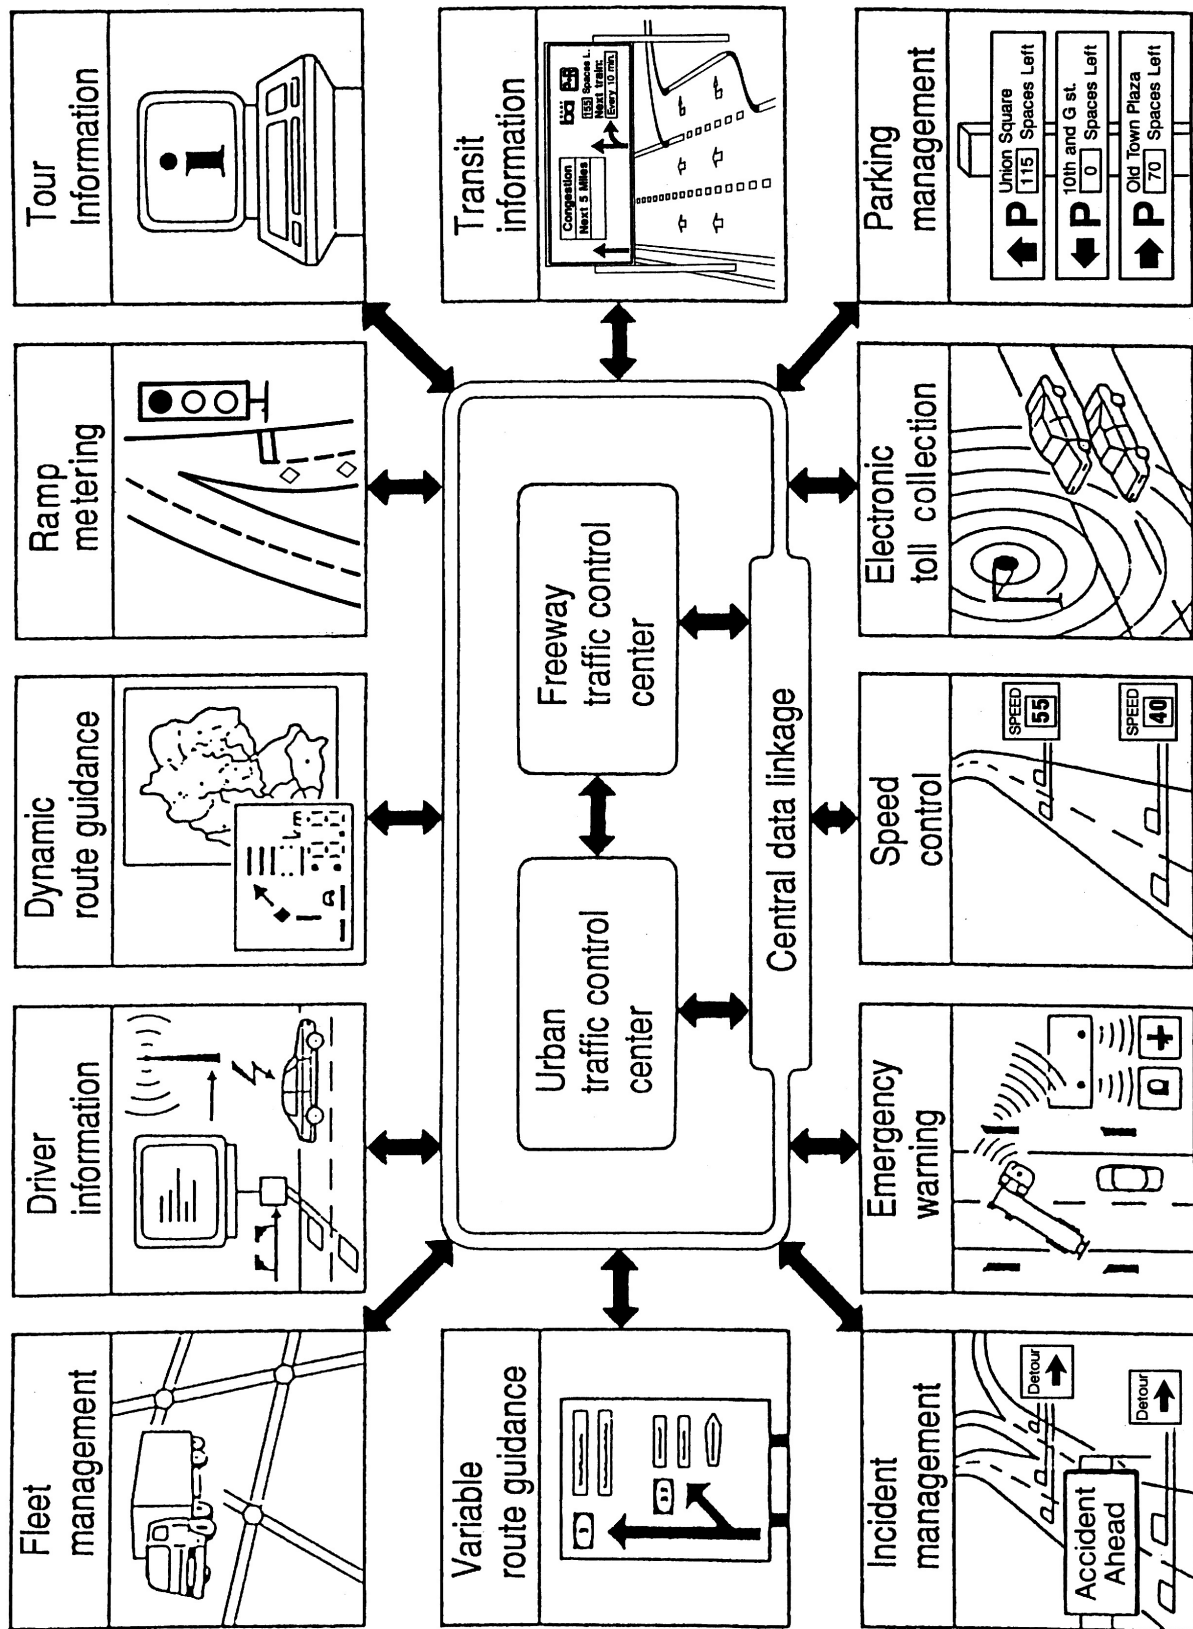 Fleet
management
Driver
information
Dynamic
route guidance
Ramp
metering
Tour
Information
i
Variable
route guidance
Urban
traffic control
center
Freeway
traffic control
center
Central data linkage
Transit
information
Congestion
Next 5 Miles
155 Spaces L.
Next train:
Every 10 min.
Incident
management
Accident
Ahead
Detour
Detour
Emergency
warning
Speed
control
SPEED
55
SPEED
40
Electronic
toll collection
Parking
management
P Union Square
115 Spaces Left
P 10th and G st.
0 Spaces Left
P Old Town Plaza
70 Spaces Left